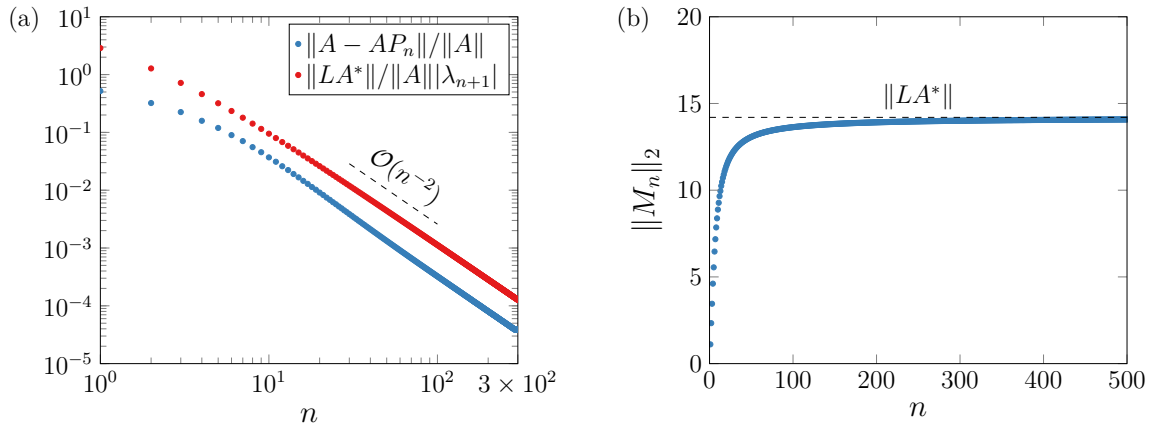 (a)
10^1
10^0
10^{-1}
10^{-2}
10^{-3}
10^{-4}
10^{-5}
‖A − AP_n‖/‖A‖
‖LA*‖/‖A‖|λ_{n+1}|
𝒪(n^{-2})
10^0
10^1
10^2
3 × 10^2
n
(b)
20
15
10
5
0
‖M_n‖_2
‖LA*‖
0
100
200
300
400
500
n